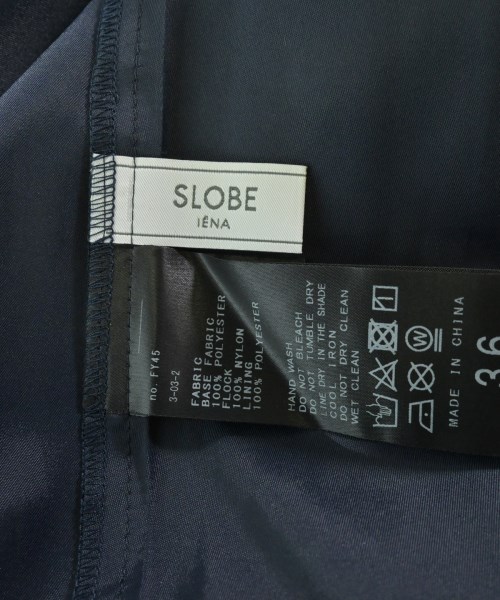 SLOBE
IÉNA
no. FY45
3-03-2
FABRIC
BASE FABRIC
100% POLYESTER
FLOCK
100% NYLON
LINING
100% POLYESTER
HAND WASH
DO NOT BLEACH
DO NOT TUMBLE DRY
LINE DRY IN THE SHADE
COOL IRON
DO NOT DRY CLEAN
WET CLEAN
MADE IN CHINA
36